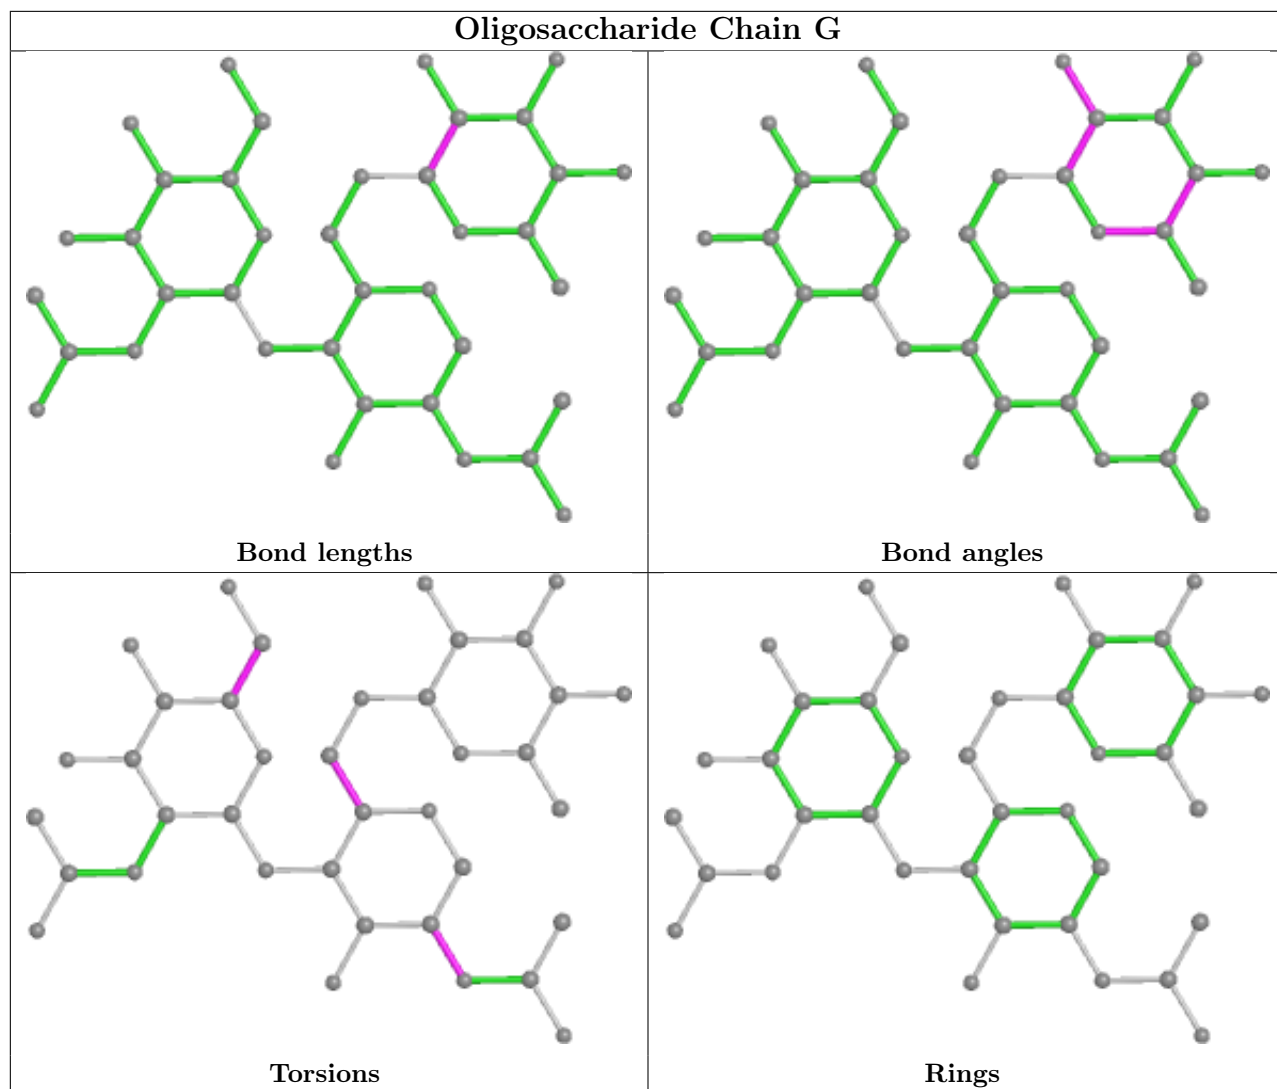 Oligosaccharide Chain G
Bond lengths
Bond angles
Torsions
Rings